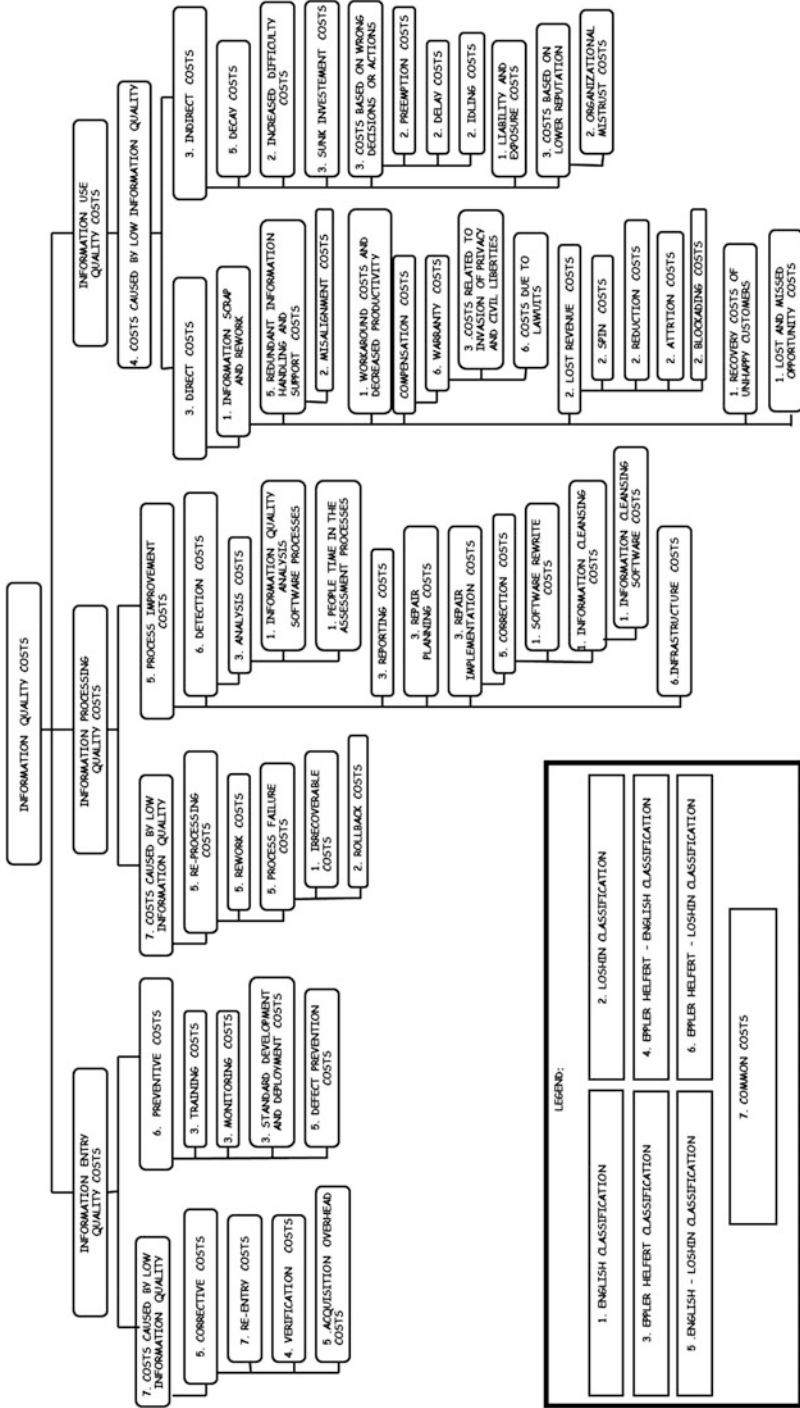 INFORMATION QUALITY COSTS
INFORMATION ENTRY
QUALITY COSTS
7. COSTS CAUSED BY LOW
INFORMATION QUALITY
5. CORRECTIVE COSTS
7. RE-ENTRY COSTS
4. VERIFICATION COSTS
5 .ACQUISITION OVERHEAD
COSTS
6. PREVENTIVE COSTS
3. TRAINING COSTS
3. MONITORING COSTS
3. STANDARD DEVELOPMENT
AND DEPLOYMENT COSTS
5. DEFECT PREVENTION
COSTS
INFORMATION PROCESSING
QUALITY COSTS
7. COSTS CAUSED BY LOW
INFORMATION QUALITY
5. RE-PROCESSING
COSTS
5. REWORK COSTS
5. PROCESS FAILURE
COSTS
1. IRRECOVERABLE
COSTS
2. ROLLBACK COSTS
5. PROCESS IMPROVEMENT
COSTS
6. DETECTION COSTS
3. ANALYSIS COSTS
1. INFORMATION QUALITY
ANALYSIS
SOFTWARE PROCESSES
1. PEOPLE TIME IN THE
ASSESSMENT PROCESSES
3. REPORTING COSTS
3. REPAIR
PLANNING COSTS
3. REPAIR
IMPLEMENTATION COSTS
5. CORRECTION COSTS
1. SOFTWARE REWRITE
COSTS
1. INFORMATION CLEANSING
COSTS
1. INFORMATION CLEANSING
SOFTWARE COSTS
6.INFRASTRUCTURE COSTS
INFORMATION USE
QUALITY COSTS
4. COSTS CAUSED BY LOW INFORMATION QUALITY
3. DIRECT COSTS
1. INFORMATION SCRAP
AND REWORK
5. REDUNDANT INFORMATION
HANDLING AND
SUPPORT COSTS
2. MISALIGNMENT COSTS
1. WORKAROUND COSTS AND
DECREASED PRODUCTIVITY
COMPENSATION COSTS
6. WARRANTY COSTS
3 .COSTS RELATED TO
INVASION OF PRIVACY
AND CIVIL LIBERTIES
6. COSTS DUE TO
LAWUITS
2. LOST REVENUE COSTS
2. SPIN COSTS
2. REDUCTION COSTS
2. ATTRTION COSTS
2. BLOCKADING COSTS
1. RECOVERY COSTS OF
UNHAPPY CUSTOMERS
1. LOST AND MISSED
OPPORTUNITY COSTS
3. INDIRECT COSTS
5. DECAY COSTS
2. INCREASED DIFFICULTY
COSTS
3. SUNK INVESTEMENT COSTS
3. COSTS BASED ON WRONG
DECISIONS OR ACTIONS
2. PREEMPTION COSTS
2. DELAY COSTS
2. IDLING COSTS
1. LIABILITY AND
EXPOSURE COSTS
3. COSTS BASED ON
LOWER REPUTATION
2. ORGANIZATIONAL
MISTRUST COSTS
LEGEND:
1. ENGLISH CLASSIFICATION
2. LOSHIN CLASSIFICATION
3. EPPLER HELFERT CLASSIFICATION
4. EPPLER HELFERT - ENGLISH CLASSIFICATION
5 .ENGLISH - LOSHIN CLASSIFICATION
6. EPPLER HELFERT - LOSHIN CLASSIFICATION
7. COMMON COSTS